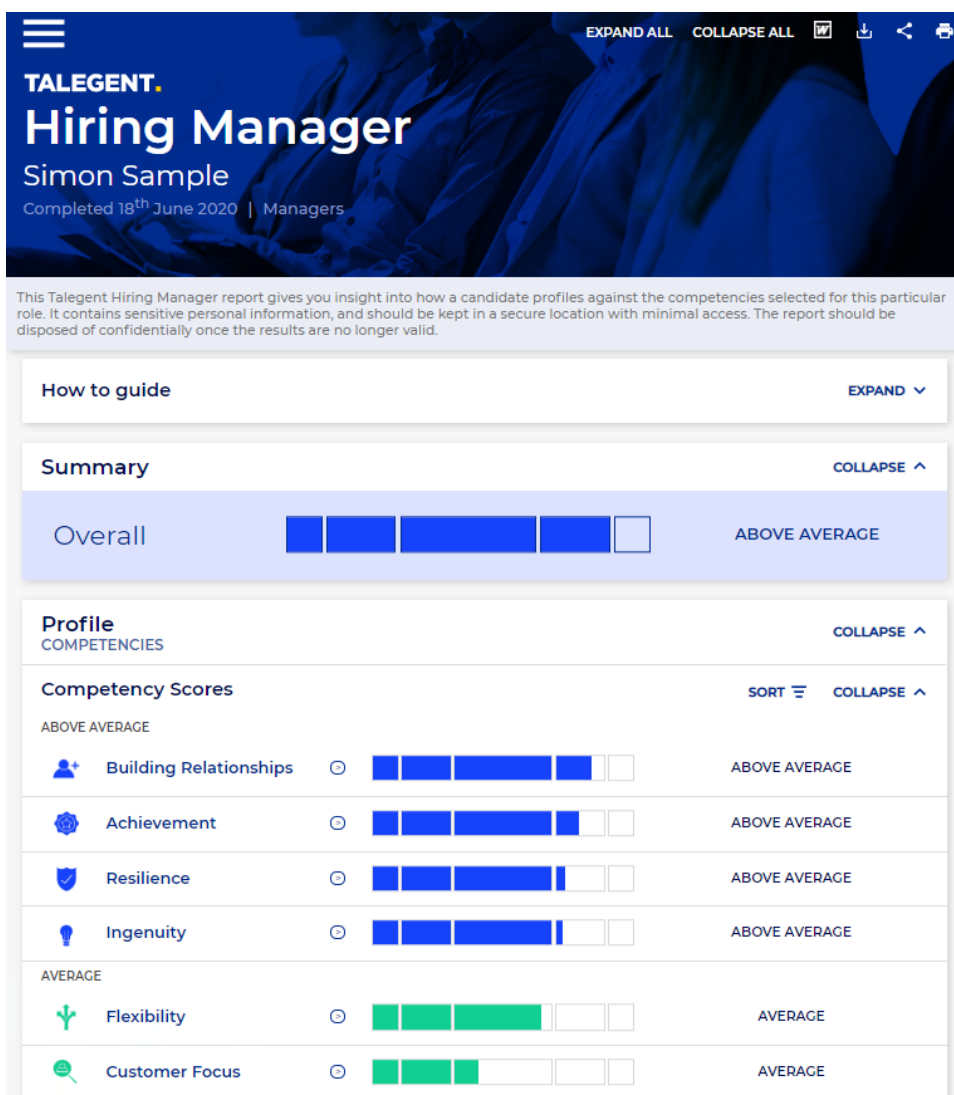 EXPAND ALL COLLAPSE ALL W
TALEGENT.
Hiring Manager
Simon Sample
Completed 18th June 2020 | Managers
This Talegent Hiring Manager report gives you insight into how a candidate profiles against the competencies selected for this particular
role. It contains sensitive personal information, and should be kept in a secure location with minimal access. The report should be
disposed of confidentially once the results are no longer valid.
How to guide EXPAND
Summary COLLAPSE
Overall ABOVE AVERAGE
Profile
COMPETENCIES COLLAPSE
Competency Scores SORT COLLAPSE
ABOVE AVERAGE
Building Relationships ABOVE AVERAGE
Achievement ABOVE AVERAGE
Resilience ABOVE AVERAGE
Ingenuity ABOVE AVERAGE
AVERAGE
Flexibility AVERAGE
Customer Focus AVERAGE